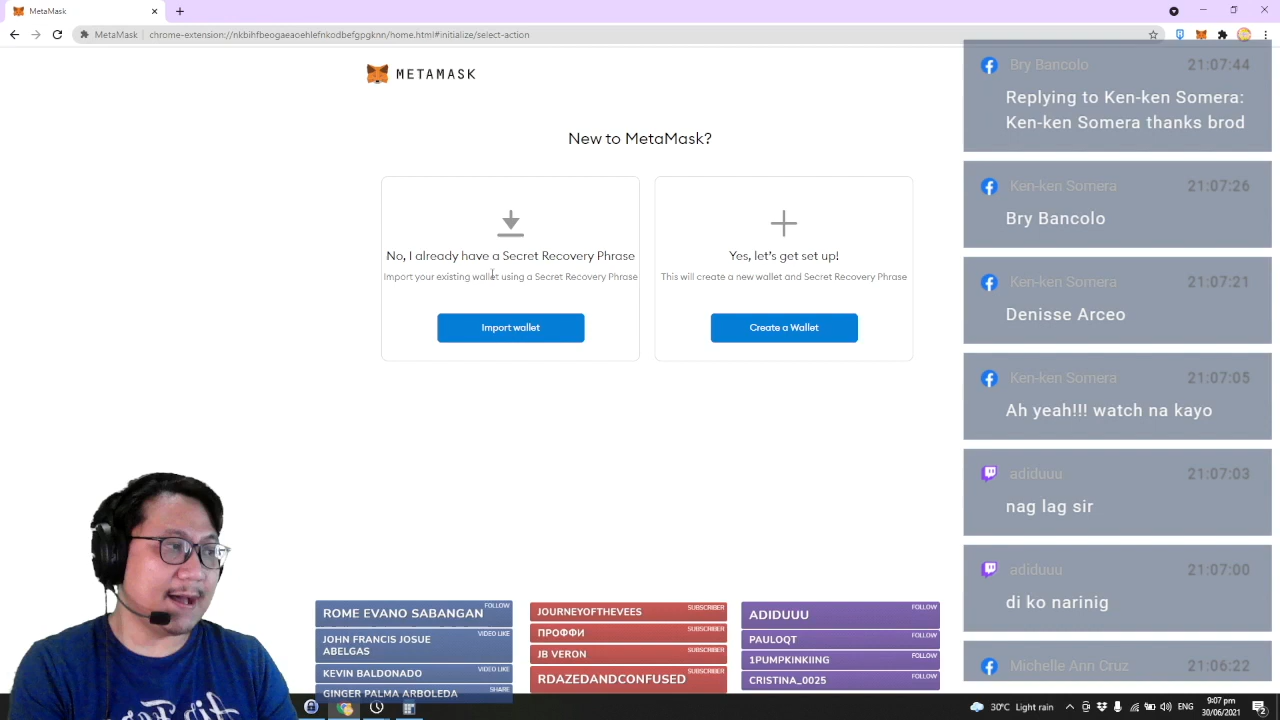 MetaMask
MetaMask
chrome-extension://nkbihfbeogaeaoehlefnkodbefgpgknn/home.html#initialize/select-action
METAMASK
New to MetaMask?
No, I already have a Secret Recovery Phrase
Import your existing wallet using a Secret Recovery Phrase
Import wallet
Yes, let's get set up!
This will create a new wallet and Secret Recovery Phrase
Create a Wallet
Bry Bancolo
21:07:44
Replying to Ken-ken Somera:
Ken-ken Somera thanks brod
Ken-ken Somera
21:07:26
Bry Bancolo
Ken-ken Somera
21:07:21
Denisse Arceo
Ken-ken Somera
21:07:05
Ah yeah!!! watch na kayo
adiduuu
21:07:03
nag lag sir
adiduuu
21:07:00
di ko narinig
Michelle Ann Cruz
21:06:22
ROME EVANO SABANGAN
FOLLOW
JOHN FRANCIS JOSUE
ABELGAS
VIDEO LIKE
KEVIN BALDONADO
VIDEO LIKE
GINGER PALMA ARBOLEDA
SHARE
JOURNEYOFTHEVEES
SUBSCRIBER
ПРОФФИ
SUBSCRIBER
JB VERON
SUBSCRIBER
RDAZEDANDCONFUSED
SUBSCRIBER
ADIDUUU
FOLLOW
PAULOQT
FOLLOW
1PUMPKINKIING
FOLLOW
CRISTINA_0025
FOLLOW
30°C Light rain
9:07 pm
30/06/2021